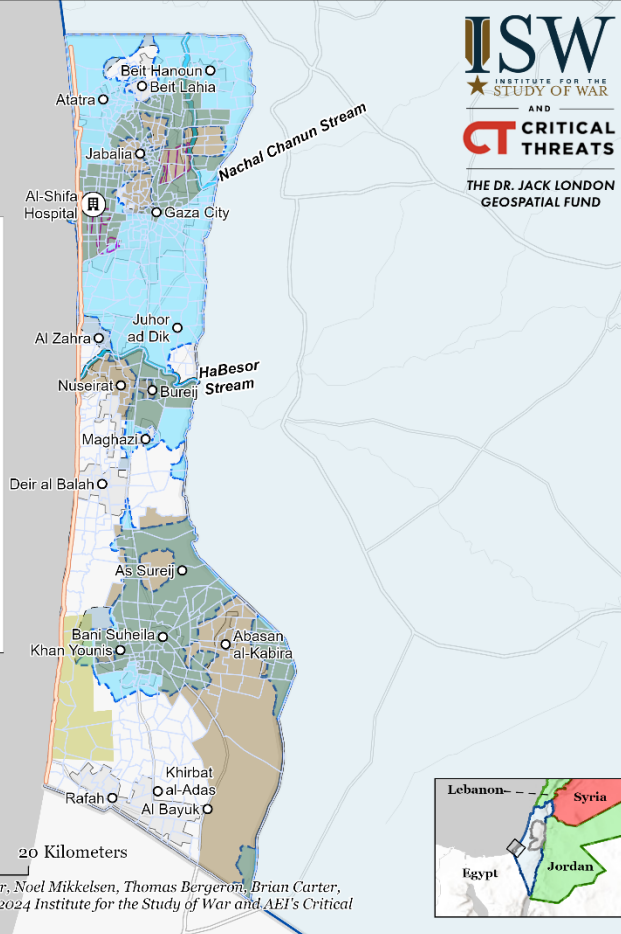 ISW
INSTITUTE FOR THE
STUDY OF WAR
AND
CT CRITICAL
THREATS
THE DR. JACK LONDON
GEOSPATIAL FUND
Beit Hanoun
Beit Lahia
Atatra
Nachal Chanun Stream
Jabalia
Al-Shifa
Hospital
Gaza City
Juhor
ad Dik
Al Zahra
HaBesor
Stream
Nuseirat
Bureij
Maghazi
Deir al Balah
As Sureij
Bani Suheila
Abasan
al-Kabira
Khan Younis
Khirbat
al-Adas
Rafah
Al Bayuk
Lebanon
Syria
Egypt
Jordan
20 Kilometers
r, Noel Mikkelsen, Thomas Bergeron, Brian Carter,
2024 Institute for the Study of War and AEI's Critical